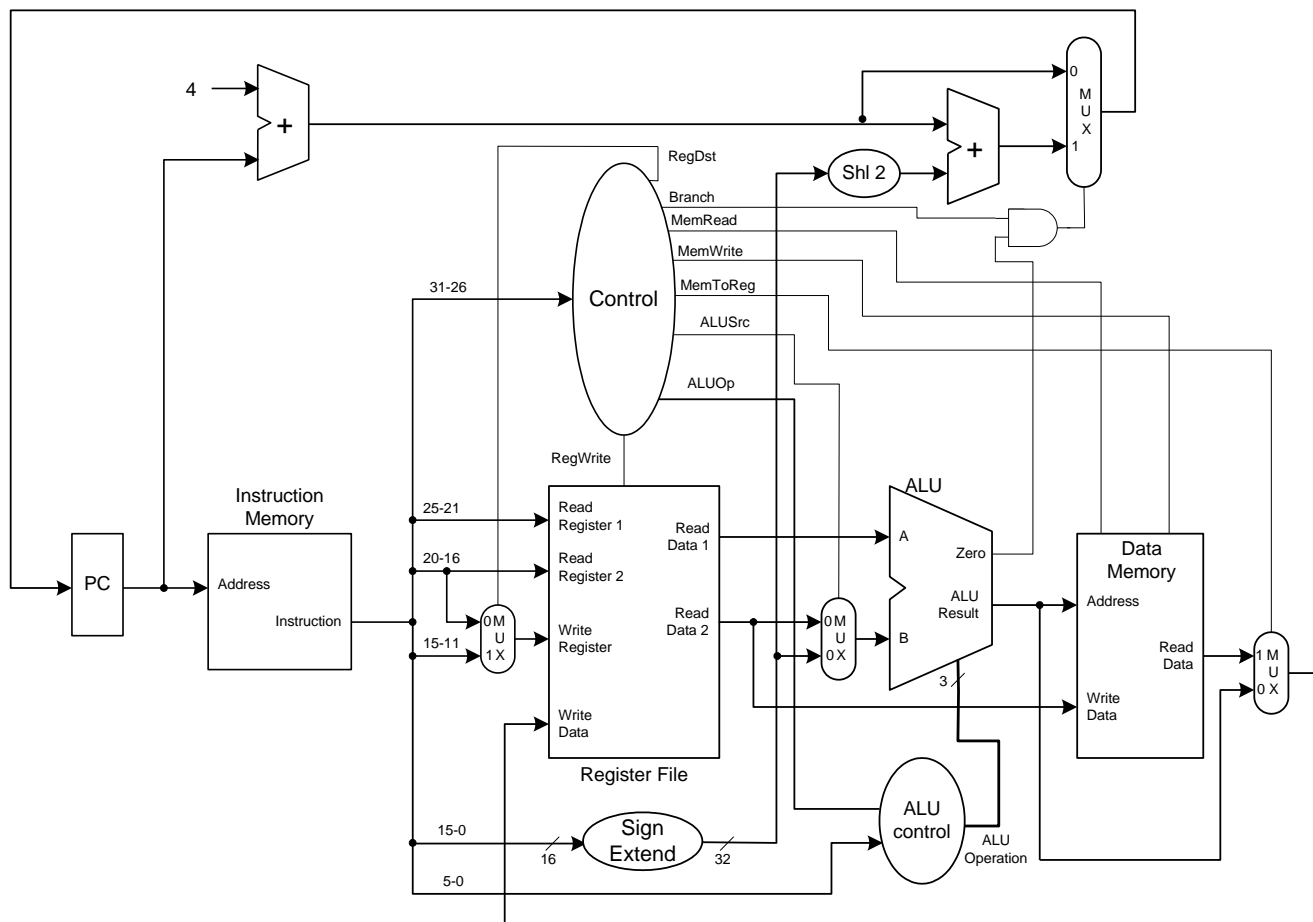 0
M
U
X
1
4
+
+
Shl 2
RegDst
Branch
MemRead
MemWrite
MemToReg
ALUSrc
ALUOp
Control
31-26
RegWrite
Instruction
Memory
PC
Address
Instruction
25-21
20-16
15-11
0 M
U
1 X
Read
Register 1
Read
Register 2
Write
Register
Write
Data
Read
Data 1
Read
Data 2
Register File
0 M
U
0 X
ALU
A
B
Zero
ALU
Result
3
Data
Memory
Address
Read
Data
Write
Data
1 M
U
0 X
15-0
16
Sign
Extend
32
ALU
control
ALU
Operation
5-0